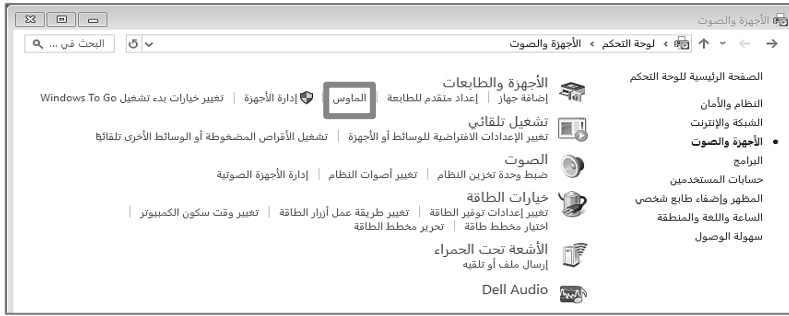 الأجهزة والصوت
لوحة التحكم › الأجهزة والصوت
البحث في ...
الصفحة الرئيسية للوحة التحكم
النظام والأمان
الشبكة والإنترنت
الأجهزة والصوت
البرامج
حسابات المستخدمين
المظهر وإضفاء طابع شخصي
الساعة واللغة والمنطقة
سهولة الوصول
الأجهزة والطابعات
إضافة جهاز | إعداد متقدم للطابعة | الماوس | إدارة الأجهزة | تغيير خيارات بدء تشغيل Windows To Go
تشغيل تلقائي
تغيير الإعدادات الافتراضية للوسائط أو الأجهزة | تشغيل الأقراص المضغوطة أو الوسائط الأخرى تلقائيًا
الصوت
ضبط وحدة تخزين النظام | تغيير أصوات النظام | إدارة الأجهزة الصوتية
خيارات الطاقة
تغيير إعدادات توفير الطاقة | تغيير طريقة عمل أزرار الطاقة | تغيير وقت سكون الكمبيوتر |
اختيار مخطط طاقة | تحرير مخطط الطاقة
الأشعة تحت الحمراء
إرسال ملف أو تلقيه
Dell Audio